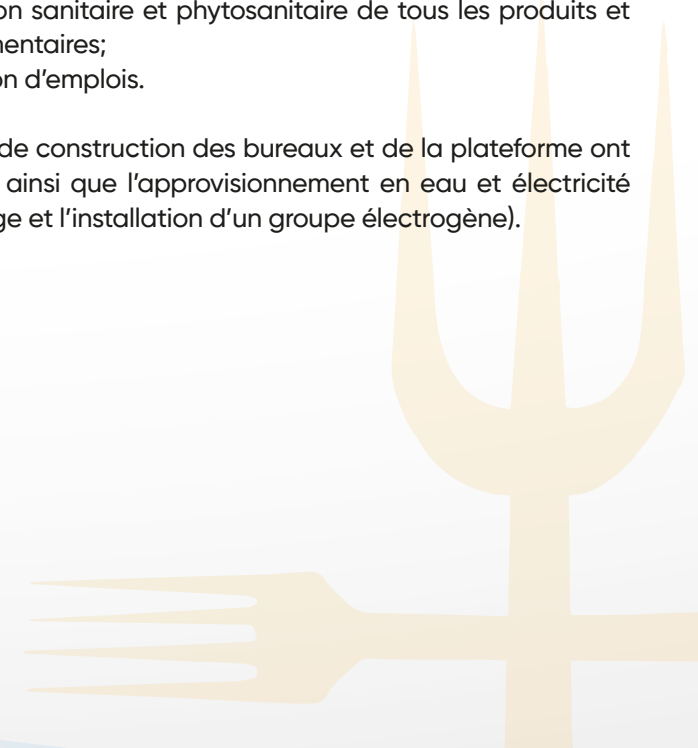 on sanitaire et phytosanitaire de tous les produits et
mentaires;
on d'emplois.
de construction des bureaux et de la plateforme ont
ainsi que l'approvisionnement en eau et électricité
ge et l'installation d'un groupe électrogène).